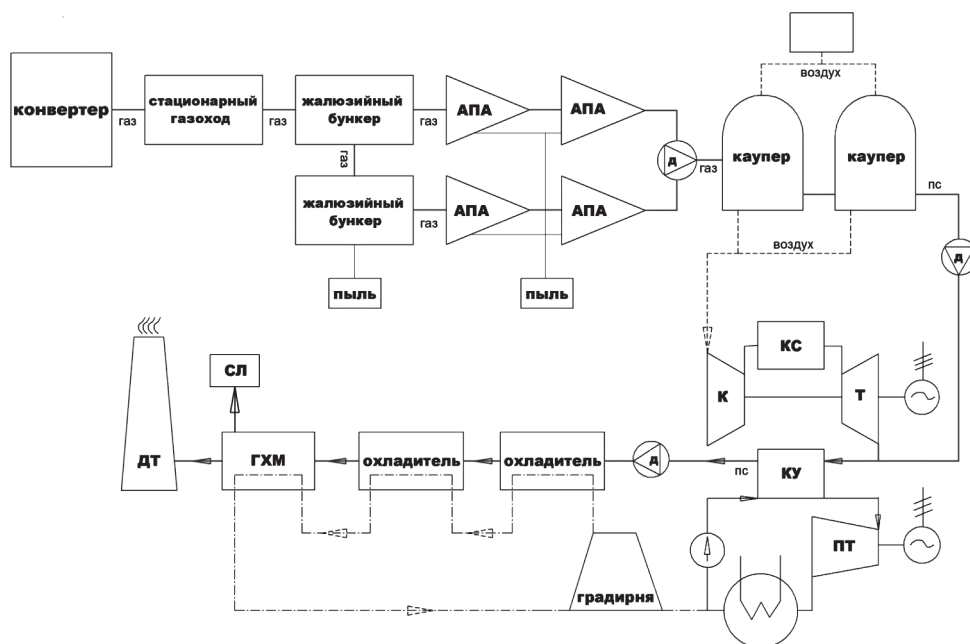 воздух
конвертер
газ
стационарный
газоход
газ
жалюзийный
бункер
газ
АПА
АПА
газ
жалюзийный
бункер
газ
АПА
АПА
Д
газ
каупер
каупер
пс
воздух
Д
пыль
пыль
К
КС
Т
СЛ
ДТ
ГХМ
охладитель
охладитель
Д
пс
КУ
ПТ
градирня